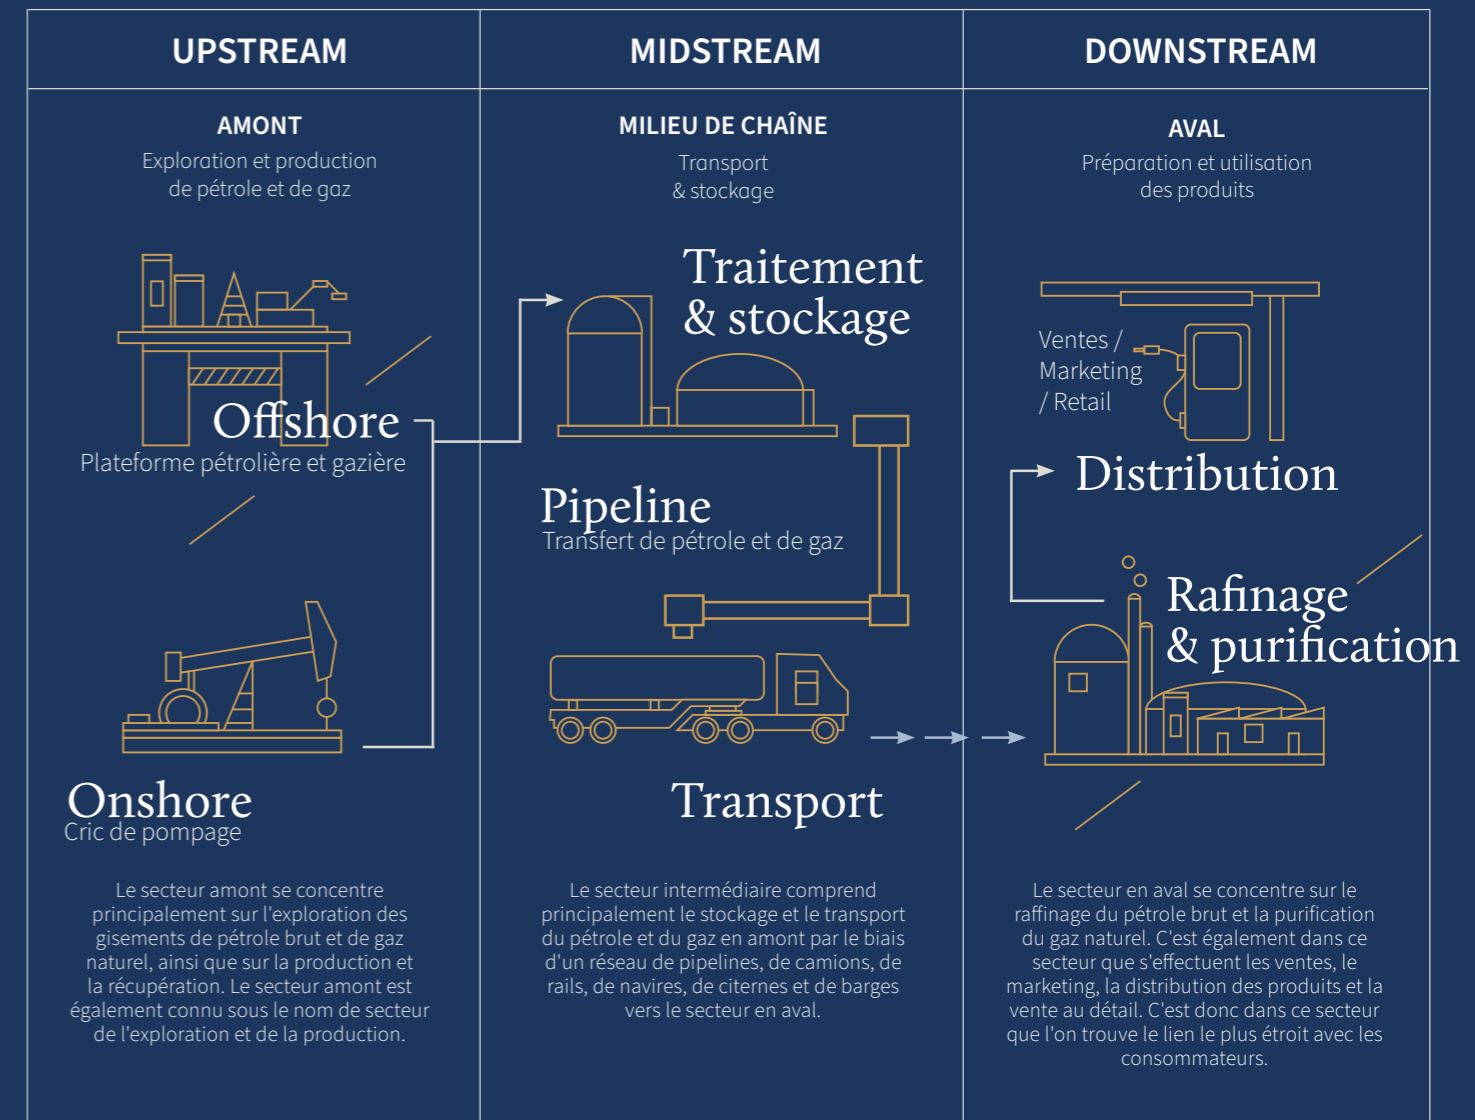 UPSTREAM
AMONT
Exploration et production
de pétrole et de gaz
Offshore
Plateforme pétrolière et gazière
Onshore
Cric de pompage
Le secteur amont se concentre
principalement sur l'exploration des
gisements de pétrole brut et de gaz
naturel, ainsi que sur la production et
la récupération. Le secteur amont est
également connu sous le nom de secteur
de l'exploration et de la production.
MIDSTREAM
MILIEU DE CHAÎNE
Transport
& stockage
Traitement
& stockage
Pipeline
Transfert de pétrole et de gaz
Transport
Le secteur intermédiaire comprend
principalement le stockage et le transport
du pétrole et du gaz en amont par le biais
d'un réseau de pipelines, de camions, de
rails, de navires, de citernes et de barges
vers le secteur en aval.
DOWNSTREAM
AVAL
Préparation et utilisation
des produits
Ventes /
Marketing
/ Retail
Distribution
Rafinage
& purification
Le secteur en aval se concentre sur le
raffinage du pétrole brut et la purification
du gaz naturel. C'est également dans ce
secteur que s'effectuent les ventes, le
marketing, la distribution des produits et la
vente au détail. C'est donc dans ce secteur
que l'on trouve le lien le plus étroit avec les
consommateurs.